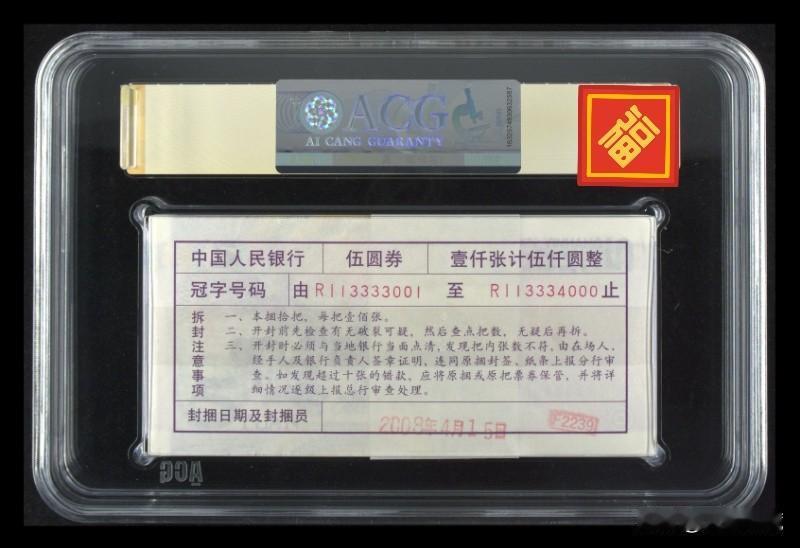 ACG
AI CANG GUARANTY
福
中国人民银行 伍圆券 壹仟张计伍仟圆整
冠字号码 由 R113333001 至 R113334000 止
拆封注意事项
一、本捆拾把，每把壹佰张。
二、开封前先检查有无破裂可疑，然后查点把数，无疑后再拆。
三、开封时必须与当地银行当面点清，发现把内张数不符，由在场人、
经手人及银行负责人签章证明，连同原捆封签、纸条上报分行审
查。如发现超过十张的错款，应将原捆或原把票券保管，并将详
细情况逐级上报总行审查处理。
封捆日期及封捆员 2008年4月15日 F2239
ACG